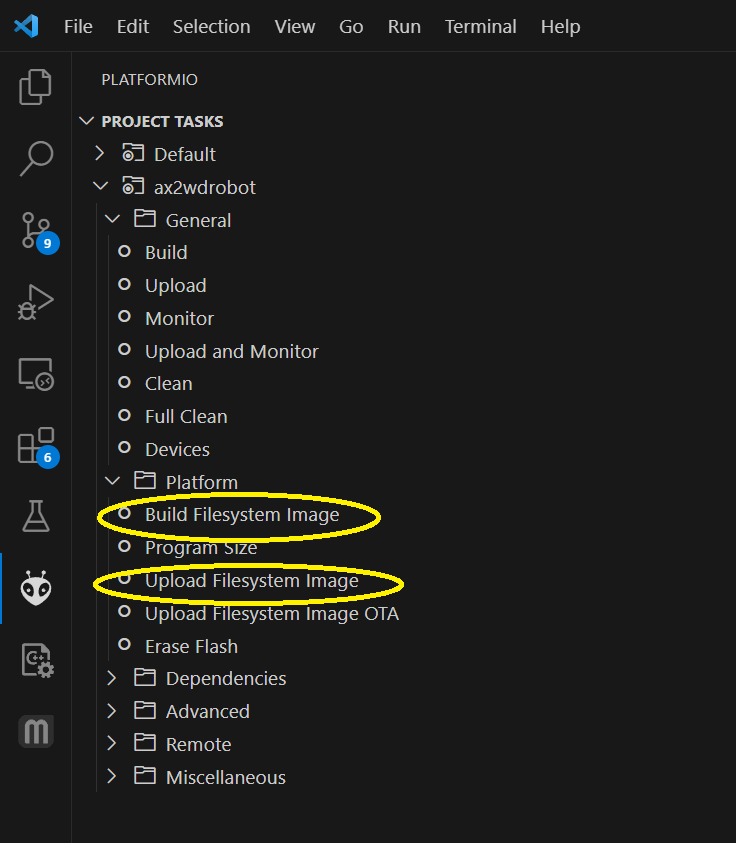 File Edit Selection View Go Run Terminal Help
PLATFORMIO
PROJECT TASKS
Default
ax2wdrobot
General
Build
Upload
Monitor
Upload and Monitor
Clean
Full Clean
Devices
Platform
Build Filesystem Image
Program Size
Upload Filesystem Image
Upload Filesystem Image OTA
Erase Flash
Dependencies
Advanced
Remote
Miscellaneous
9
6
C++
m